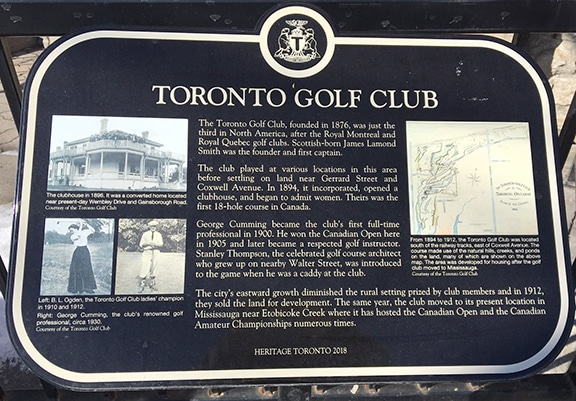 TORONTO GOLF CLUB
The Toronto Golf Club, founded in 1876, was just the
third in North America, after the Royal Montreal and
Royal Quebec golf clubs. Scottish-born James Lamond
Smith was the founder and first captain.
The club played at various locations in this area
before setting on land near Gerrard Street and
Coxwell Avenue. In 1894, it incorporated, opened a
clubhouse, and began to admit women. Theirs was the
first 18-hole course in Canada.
George Cumming became the club's first full-time
professional in 1900. He won the Canadian Open here
in 1905 and later became a respected golf instructor.
Stanley Thompson, the celebrated golf course architect
who grew up on nearby Walter Street, was introduced
to the game when he was a caddy at the club.
The city's eastward growth diminished the rural setting prized by club members and in 1912,
they sold the land for development. The same year, the club moved to its present location in
Mississauga near Etobicoke Creek where it has hosted the Canadian Open and the Canadian
Amateur Championships numerous times.
HERITAGE TORONTO 2018
The clubhouse in 1896. It was a converted home located
near present-day Wembley Drive and Gainsborough Road.
Courtesy of the Toronto Golf Club
Left: B. L. Ogden, the Toronto Golf Club ladies' champion
in 1910 and 1912.
Right: George Cumming, the club's renowned golf
professional, circa 1930.
Courtesy of the Toronto Golf Club
From 1894 to 1912, the Toronto Golf Club was located
south of the railway tracks, east of Coxwell Avenue. The
course made use of the natural hills, creeks, and ponds
on the land, many of which are shown on the above
map. The area was developed for housing after the golf
club moved to Mississauga.
Courtesy of the Toronto Golf Club